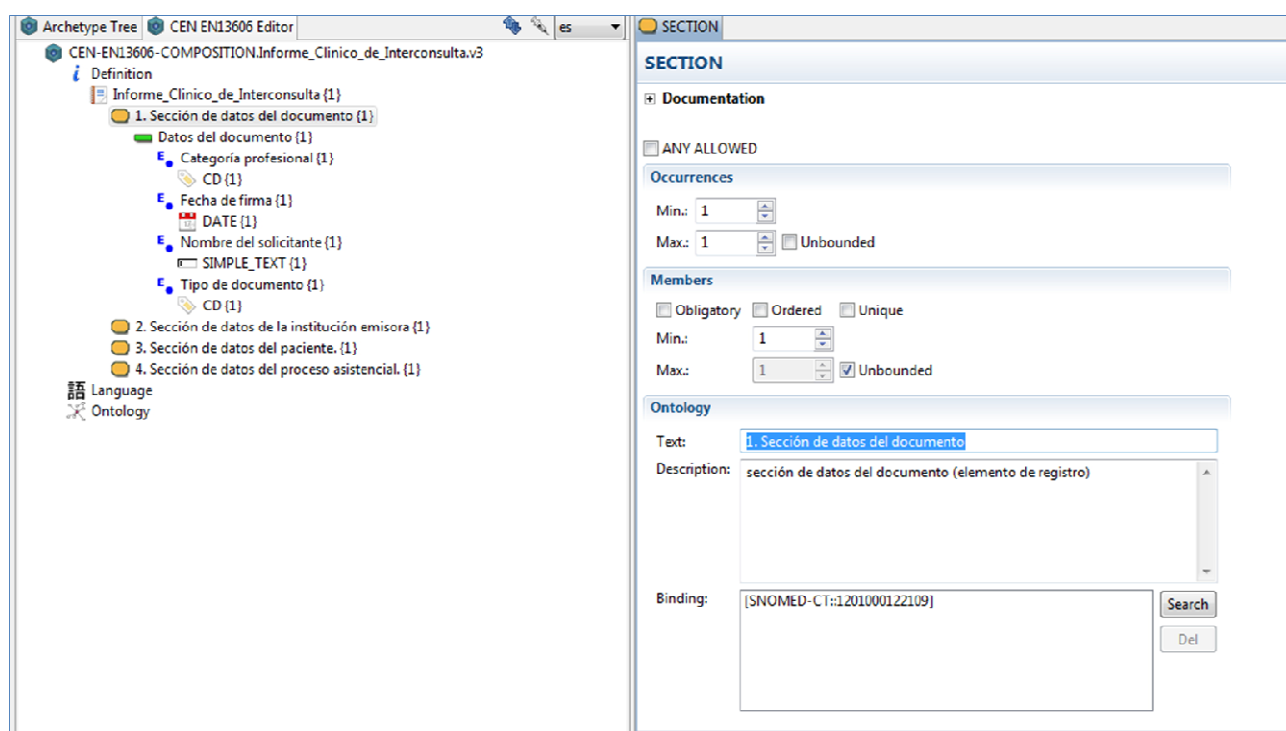 Archetype Tree CEN EN13606 Editor es
CEN-EN13606-COMPOSITION.Informe_Clinico_de_Interconsulta.v3
Definition
Informe_Clinico_de_Interconsulta {1}
1. Sección de datos del documento {1}
Datos del documento {1}
Categoría profesional {1}
CD {1}
Fecha de firma {1}
DATE {1}
Nombre del solicitante {1}
SIMPLE_TEXT {1}
Tipo de documento {1}
CD {1}
2. Sección de datos de la institución emisora {1}
3. Sección de datos del paciente. {1}
4. Sección de datos del proceso asistencial. {1}
語言 Language
Ontology
SECTION
SECTION
Documentation
ANY ALLOWED
Occurrences
Min.: 1
Max.: 1 Unbounded
Members
Obligatory Ordered Unique
Min.: 1
Max.: 1 Unbounded
Ontology
Text: 1. Sección de datos del documento
Description: sección de datos del documento (elemento de registro)
Binding: [SNOMED-CT::1201000122109] Search
Del